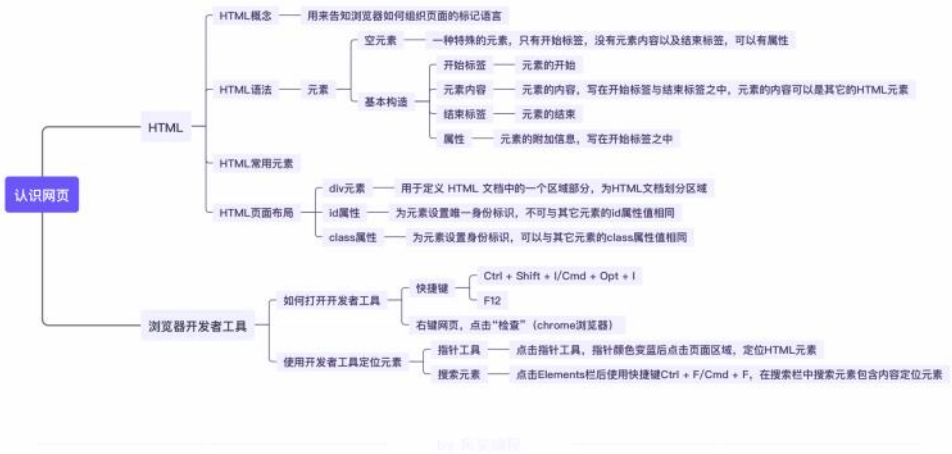 认识网页
HTML
HTML概念
用来告知浏览器如何组织页面的标记语言
HTML语法
元素
空元素
一种特殊的元素，只有开始标签，没有元素内容以及结束标签，可以有属性
基本构造
开始标签
元素的开始
元素内容
元素的内容，写在开始标签与结束标签之中，元素的内容可以是其它的HTML元素
结束标签
元素的结束
属性
元素的附加信息，写在开始标签之中
HTML常用元素
HTML页面布局
div元素
用于定义 HTML 文档中的一个区域部分，为HTML文档划分区域
id属性
为元素设置唯一身份标识，不可与其它元素的id属性值相同
class属性
为元素设置身份标识，可以与其它元素的class属性值相同
浏览器开发者工具
如何打开开发者工具
快捷键
Ctrl + Shift + I/Cmd + Opt + I
F12
右键网页，点击“检查”（chrome浏览器）
使用开发者工具定位元素
指针工具
点击指针工具，指针颜色变蓝后点击页面区域，定位HTML元素
搜索元素
点击Elements栏后使用快捷键Ctrl + F/Cmd + F，在搜索栏中搜索元素包含内容定位元素